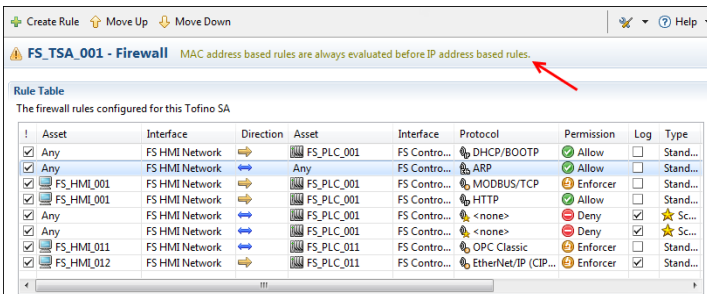 Create Rule Move Up Move Down Help
FS_TSA_001 - Firewall MAC address based rules are always evaluated before IP address based rules.
Rule Table
The firewall rules configured for this Tofino SA
! Asset Interface Direction Asset Interface Protocol Permission Log Type
Any FS HMI Network FS_PLC_001 FS Contro... DHCP/BOOTP Allow Stand...
Any FS HMI Network Any FS Contro... ARP Allow Stand...
FS_HMI_001 FS HMI Network FS_PLC_001 FS Contro... MODBUS/TCP Enforcer Stand...
FS_HMI_001 FS HMI Network FS_PLC_001 FS Contro... HTTP Allow Stand...
Any FS HMI Network FS_PLC_001 FS Contro... <none> Deny Sc...
Any FS HMI Network FS_PLC_001 FS Contro... <none> Deny Sc...
FS_HMI_011 FS HMI Network FS_PLC_011 FS Contro... OPC Classic Enforcer Stand...
FS_HMI_012 FS HMI Network FS_PLC_011 FS Contro... EtherNet/IP (CIP... Enforcer Stand...